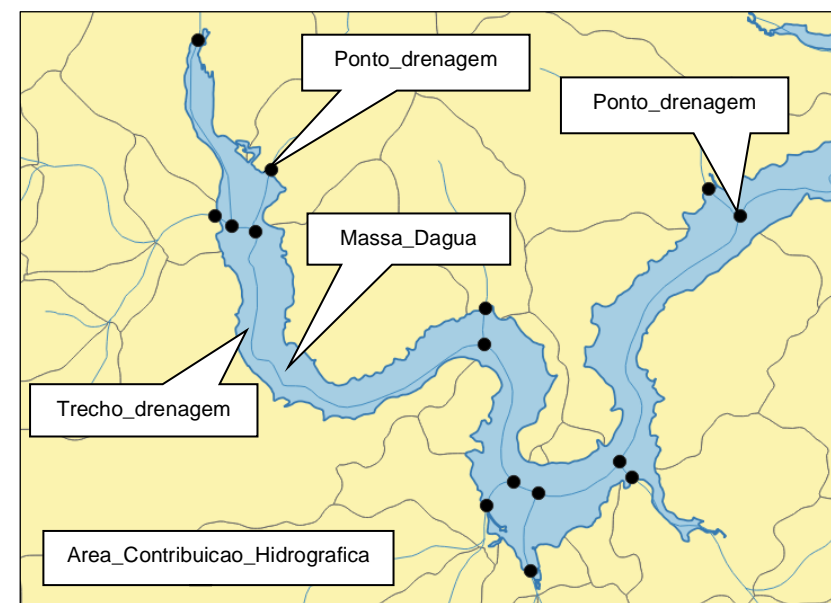 Ponto_drenagem
Ponto_drenagem
Massa_Dagua
Trecho_drenagem
Area_Contribuicao_Hidrografica